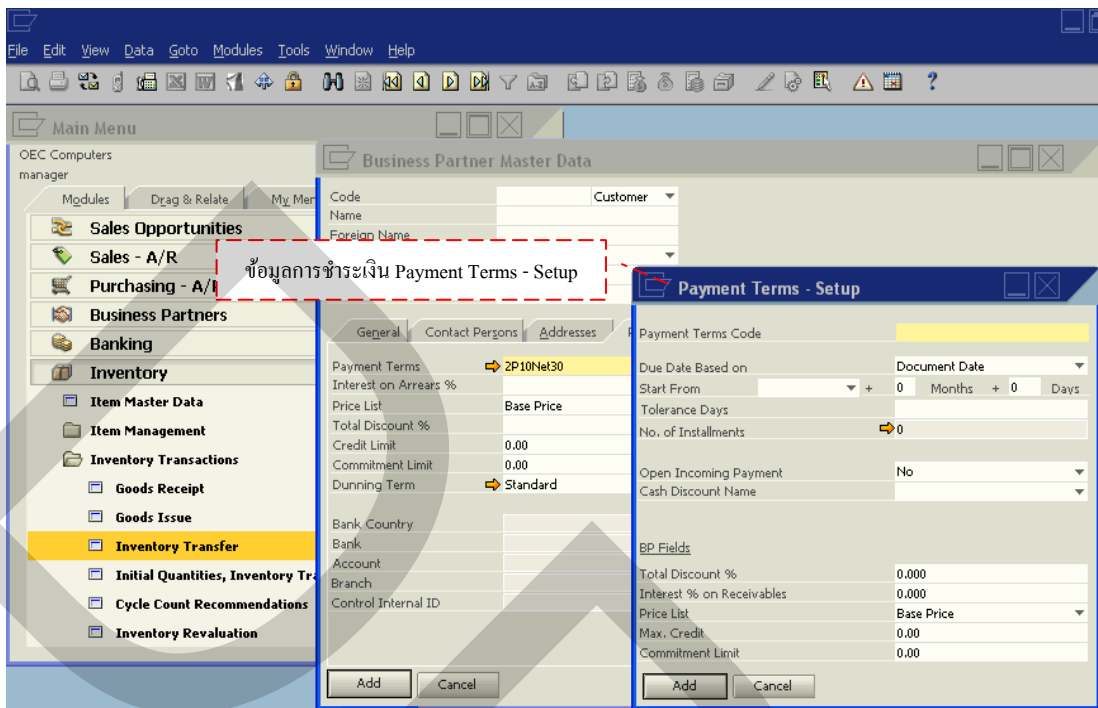 File Edit View Data Goto Modules Tools Window Help
Main Menu
OEC Computers
manager
Modules Drag & Relate My Men
Sales Opportunities
Sales - A/R
Purchasing - A/
Business Partners
Banking
Inventory
Item Master Data
Item Management
Inventory Transactions
Goods Receipt
Goods Issue
Inventory Transfer
Initial Quantities, Inventory Tra
Cycle Count Recommendations
Inventory Revaluation
Business Partner Master Data
Code Customer
Name
Foreign Name
ข้อมูลการชำระเงิน Payment Terms - Setup
General Contact Persons Addresses
Payment Terms 2P10Net30
Interest on Arrears %
Price List Base Price
Total Discount %
Credit Limit 0.00
Commitment Limit 0.00
Dunning Term Standard
Bank Country
Bank
Account
Branch
Control Internal ID
Add Cancel
Payment Terms - Setup
Payment Terms Code
Due Date Based on Document Date
Start From + 0 Months + 0 Days
Tolerance Days
No. of Installments 0
Open Incoming Payment No
Cash Discount Name
BP Fields
Total Discount % 0.000
Interest % on Receivables 0.000
Price List Base Price
Max. Credit 0.00
Commitment Limit 0.00
Add Cancel